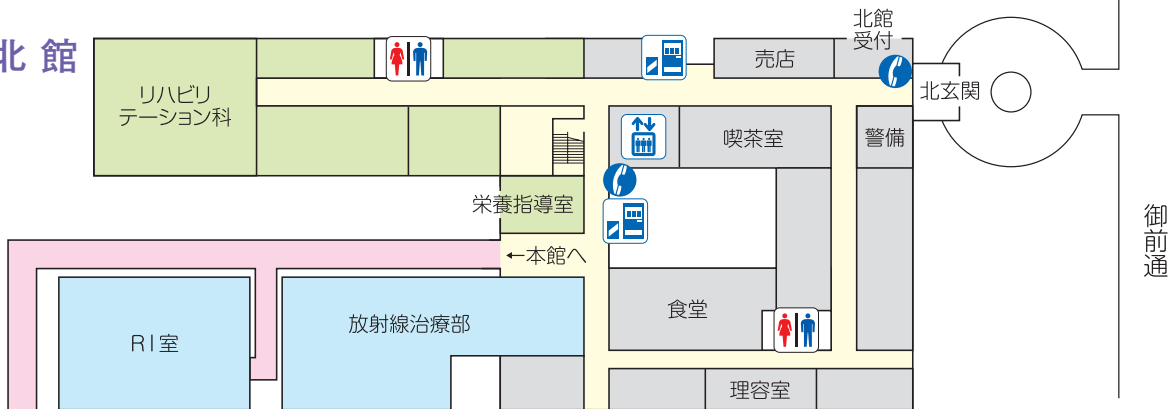 北 館
北館
受付
売店
リハビリ
テーション科
北玄関
喫茶室
警備
栄養指導室
御前通
←本館へ
食堂
放射線治療部
RI室
理容室